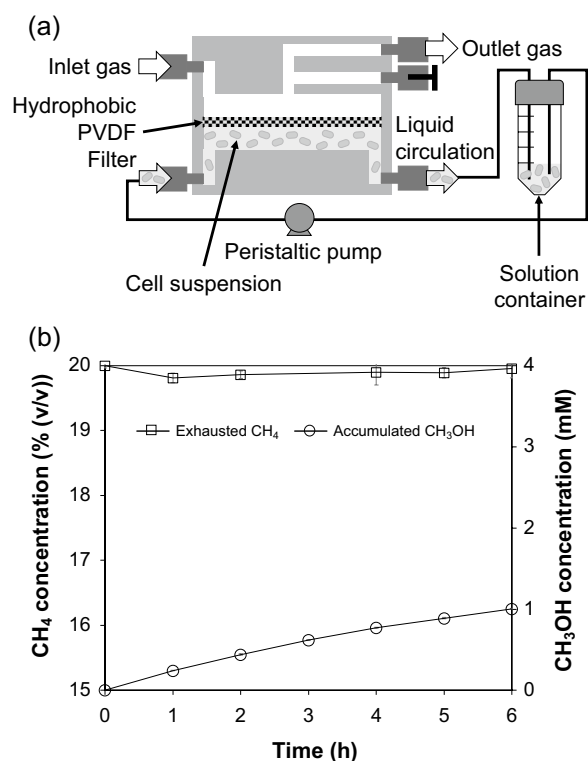 (a)
Inlet gas
Outlet gas
Hydrophobic
PVDF
Filter
Liquid
circulation
Peristaltic pump
Cell suspension
Solution
container
(b)
CH₄ concentration (% (v/v))
20
19
18
17
16
15
Exhausted CH₄
Accumulated CH₃OH
4
3
2
1
0
CH₃OH concentration (mM)
0 1 2 3 4 5 6
Time (h)